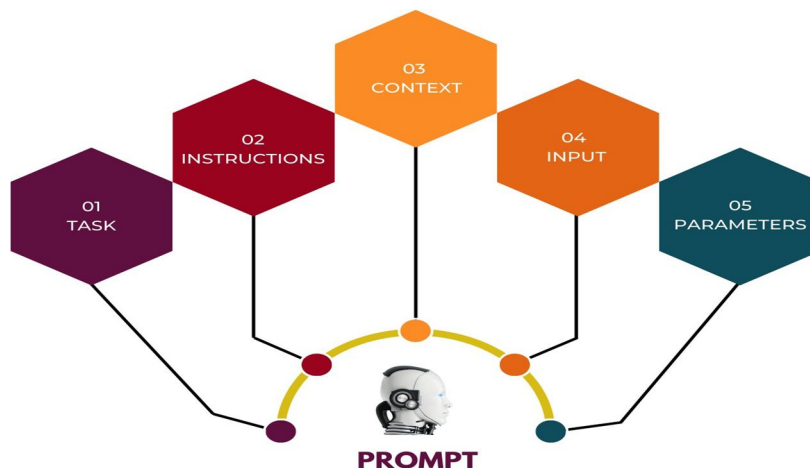 01
TASK
02
INSTRUCTIONS
03
CONTEXT
04
INPUT
05
PARAMETERS
PROMPT